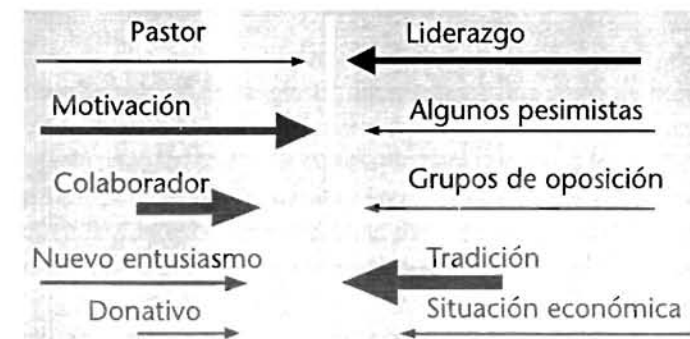 Pastor
Liderazgo
Motivación
Algunos pesimistas
Colaborador
Grupos de oposición
Nuevo entusiasmo
Tradición
Donativo
Situación económica